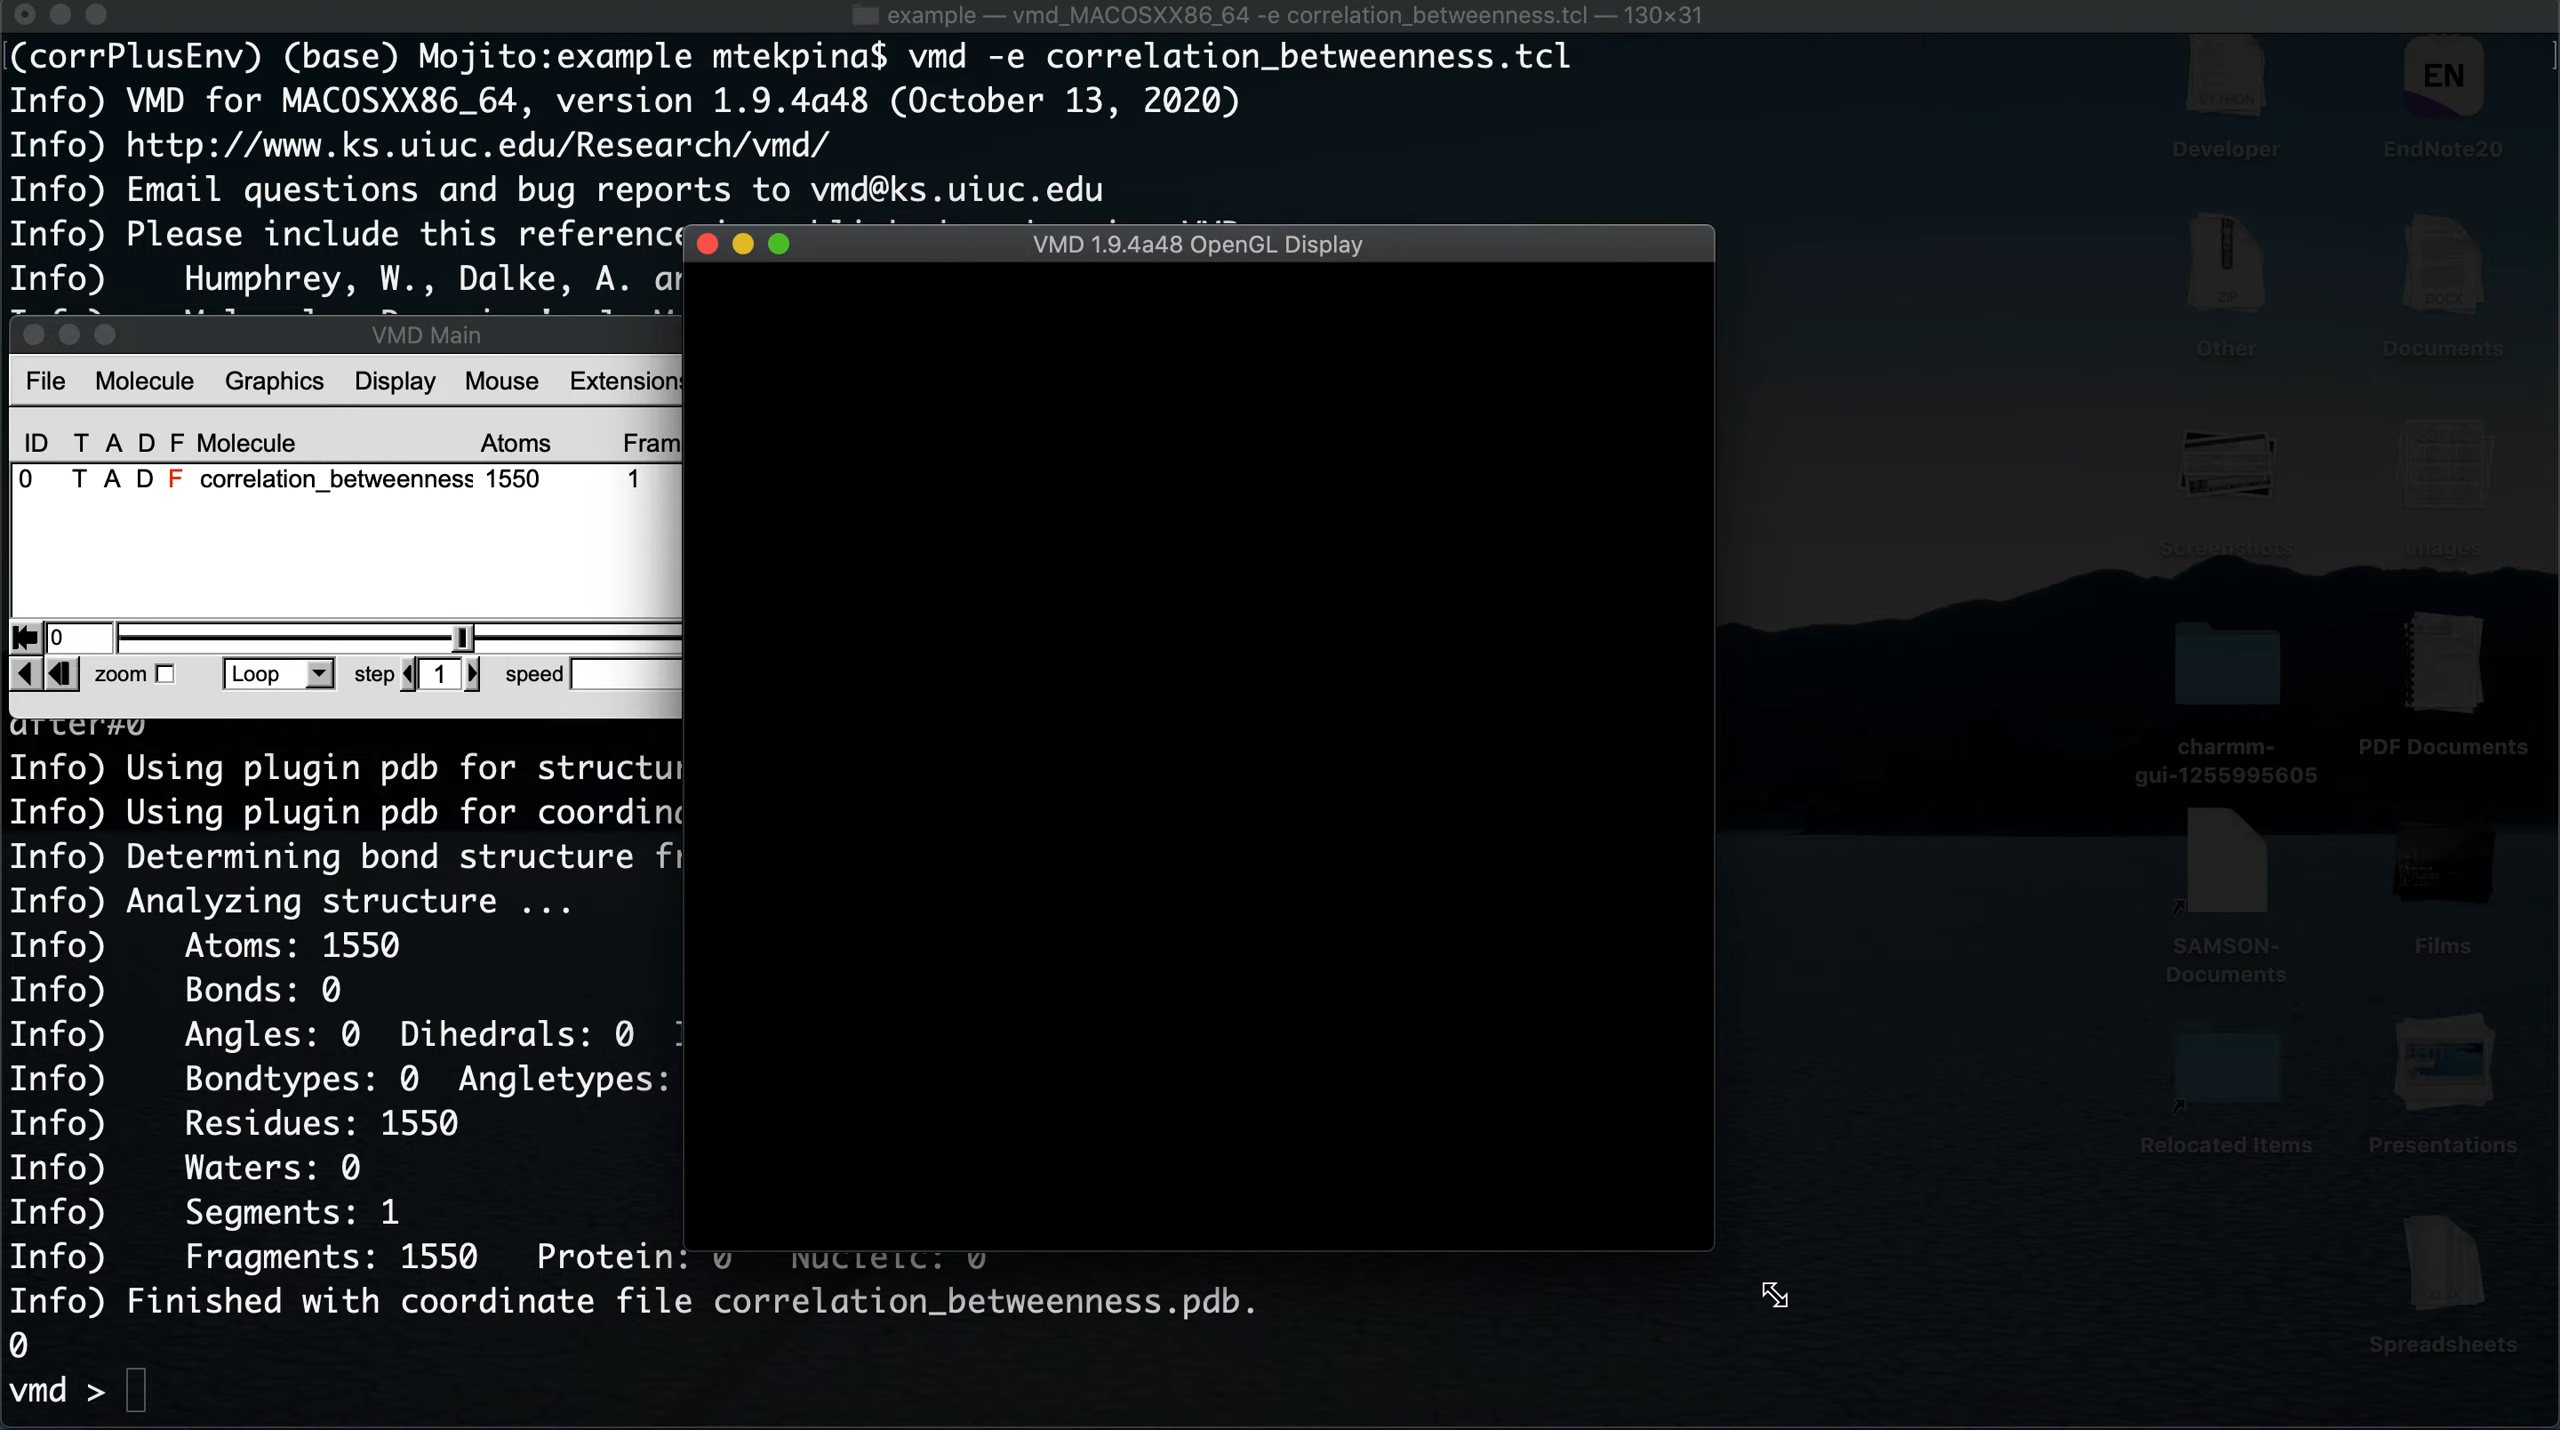 example — vmd_MACOSXX86_64 -e correlation_betweenness.tcl — 130×31
(corrPlusEnv) (base) Mojito:example mtekpina$ vmd -e correlation_betweenness.tcl
Info) VMD for MACOSXX86_64, version 1.9.4a48 (October 13, 2020)
Info) http://www.ks.uiuc.edu/Research/vmd/
Info) Email questions and bug reports to vmd@ks.uiuc.edu
Info) Please include this reference
Info) Humphrey, W., Dalke, A.
VMD Main
File Molecule Graphics Display Mouse Extensions
ID T A D F Molecule Atoms Fram
0 T A D F correlation_betweenness 1550 1
0
zoom Loop step 1 speed
after#0
Info) Using plugin pdb for
Info) Using plugin pdb for
Info) Determining bond structure
Info) Analyzing structure ...
Info) Atoms: 1550
Info) Bonds: 0
Info) Angles: 0 Dihedrals: 0
Info) Bondtypes: 0 Angletypes:
Info) Residues: 1550
Info) Waters: 0
Info) Segments: 1
Info) Fragments: 1550 Protein: 0 Nucleic: 0
Info) Finished with coordinate file correlation_betweenness.pdb.
0
vmd >
VMD 1.9.4a48 OpenGL Display
PYTHON
Developer
EN
EndNote20
ZIP
Other
DOCX
Documents
Screenshots
Images
charmm-
gui-1255995605
PDF Documents
SAMSON-
Documents
Films
Relocated Items
Presentations
XLSX
Spreadsheets